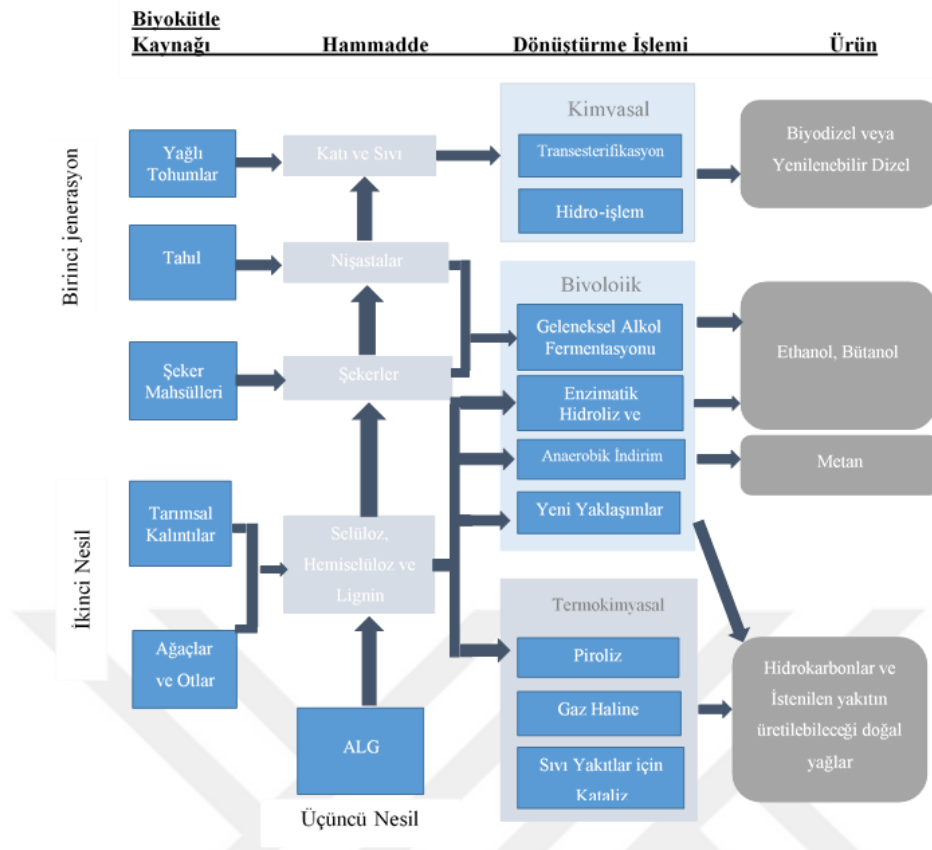 Biyokütle
Kaynağı Hammadde Dönüştürme İşlemi Ürün
Birinci jenerasyon
İkinci Nesil
Yağlı
Tohumlar
Tahıl
Şeker
Mahsülleri
Tarımsal
Kalıntılar
Ağaçlar
ve Otlar
Katı ve Sıvı
Nişastalar
Şekerler
Selüloz,
Hemiselüloz ve
Lignin
ALG
Üçüncü Nesil
Kimvasal
Transesterifikasyon
Hidro-işlem
Bivoloiik
Geleneksel Alkol
Fermentasyonu
Enzimatik
Hidroliz ve
Anaerobik İndirim
Yeni Yaklaşımlar
Termokimyasal
Piroliz
Gaz Haline
Sıvı Yakıtlar için
Kataliz
Biyodizel veya
Yenilenebilir Dizel
Ethanol, Bütanol
Metan
Hidrokarbonlar ve
İstenilen yakıtın
üretilebileceği doğal
yağlar